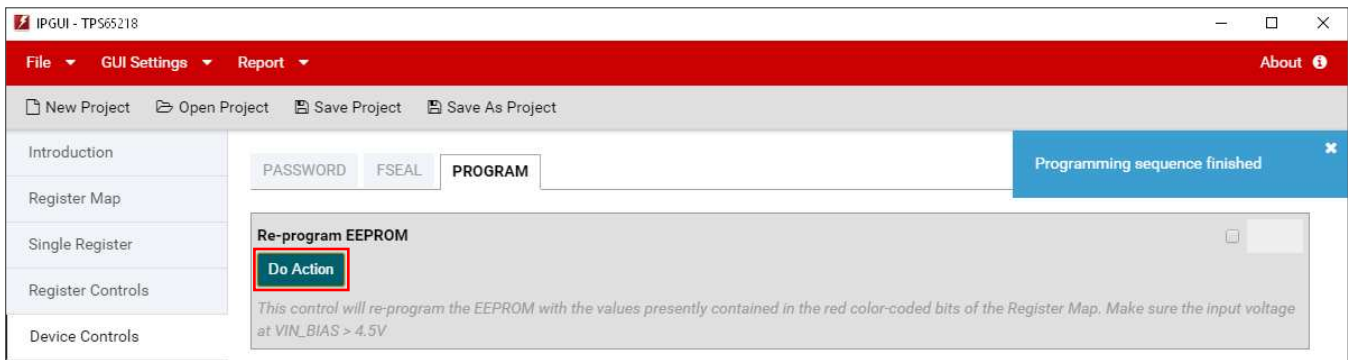 IPGUI - TPS65218
File GUI Settings Report About
New Project Open Project Save Project Save As Project
Introduction
Register Map
Single Register
Register Controls
Device Controls
PASSWORD FSEAL PROGRAM
Programming sequence finished
Re-program EEPROM
Do Action
This control will re-program the EEPROM with the values presently contained in the red color-coded bits of the Register Map. Make sure the input voltage
at VIN_BIAS > 4.5V